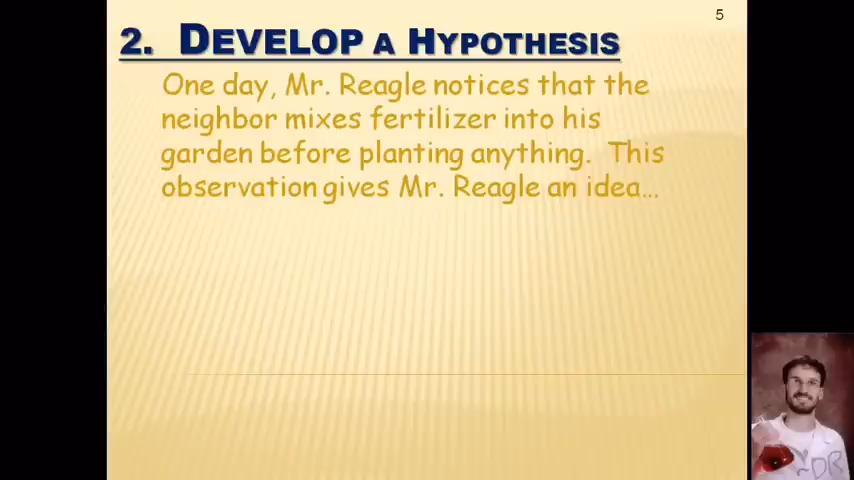 5
2. DEVELOP A HYPOTHESIS
One day, Mr. Reagle notices that the
neighbor mixes fertilizer into his
garden before planting anything. This
observation gives Mr. Reagle an idea...
DR